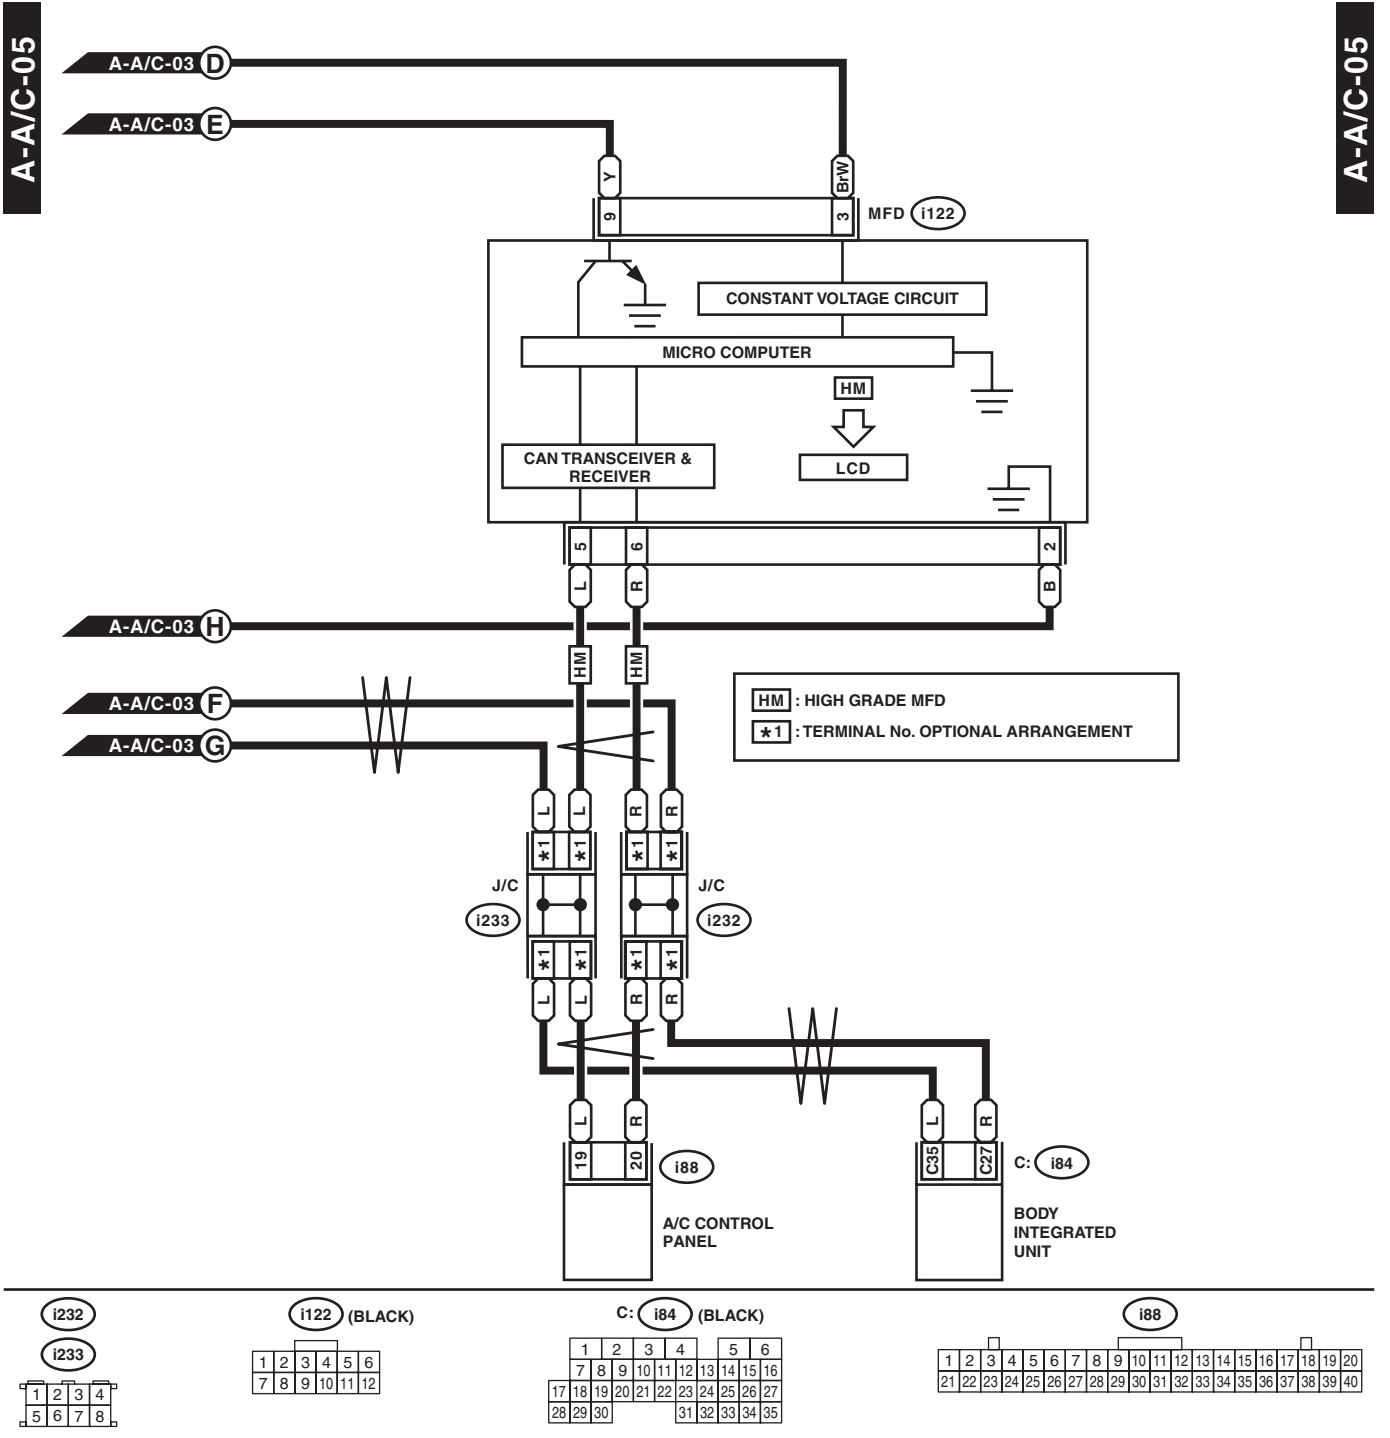 A-A/C-05
A-A/C-05
A-A/C-03 D
A-A/C-03 E
Y
BrW
9
3
MFD i122
CONSTANT VOLTAGE CIRCUIT
MICRO COMPUTER
HM
CAN TRANSCEIVER &
RECEIVER
LCD
5
6
2
L
R
B
A-A/C-03 H
HM
HM
A-A/C-03 F
A-A/C-03 G
HM : HIGH GRADE MFD
*1 : TERMINAL No. OPTIONAL ARRANGEMENT
L
L
R
R
*1
*1
*1
*1
J/C
J/C
i233
i232
*1
*1
*1
*1
L
L
R
R
L
R
L
R
19
20
i88
C35
C27
C: i84
A/C CONTROL
PANEL
BODY
INTEGRATED
UNIT
i232
i233
1 2 3 4
5 6 7 8
i122 (BLACK)
1 2 3 4 5 6
7 8 9 10 11 12
C: i84 (BLACK)
1 2 3 4 5 6
7 8 9 10 11 12 13 14 15 16
17 18 19 20 21 22 23 24 25 26 27
28 29 30 31 32 33 34 35
i88
1 2 3 4 5 6 7 8 9 10 11 12 13 14 15 16 17 18 19 20
21 22 23 24 25 26 27 28 29 30 31 32 33 34 35 36 37 38 39 40